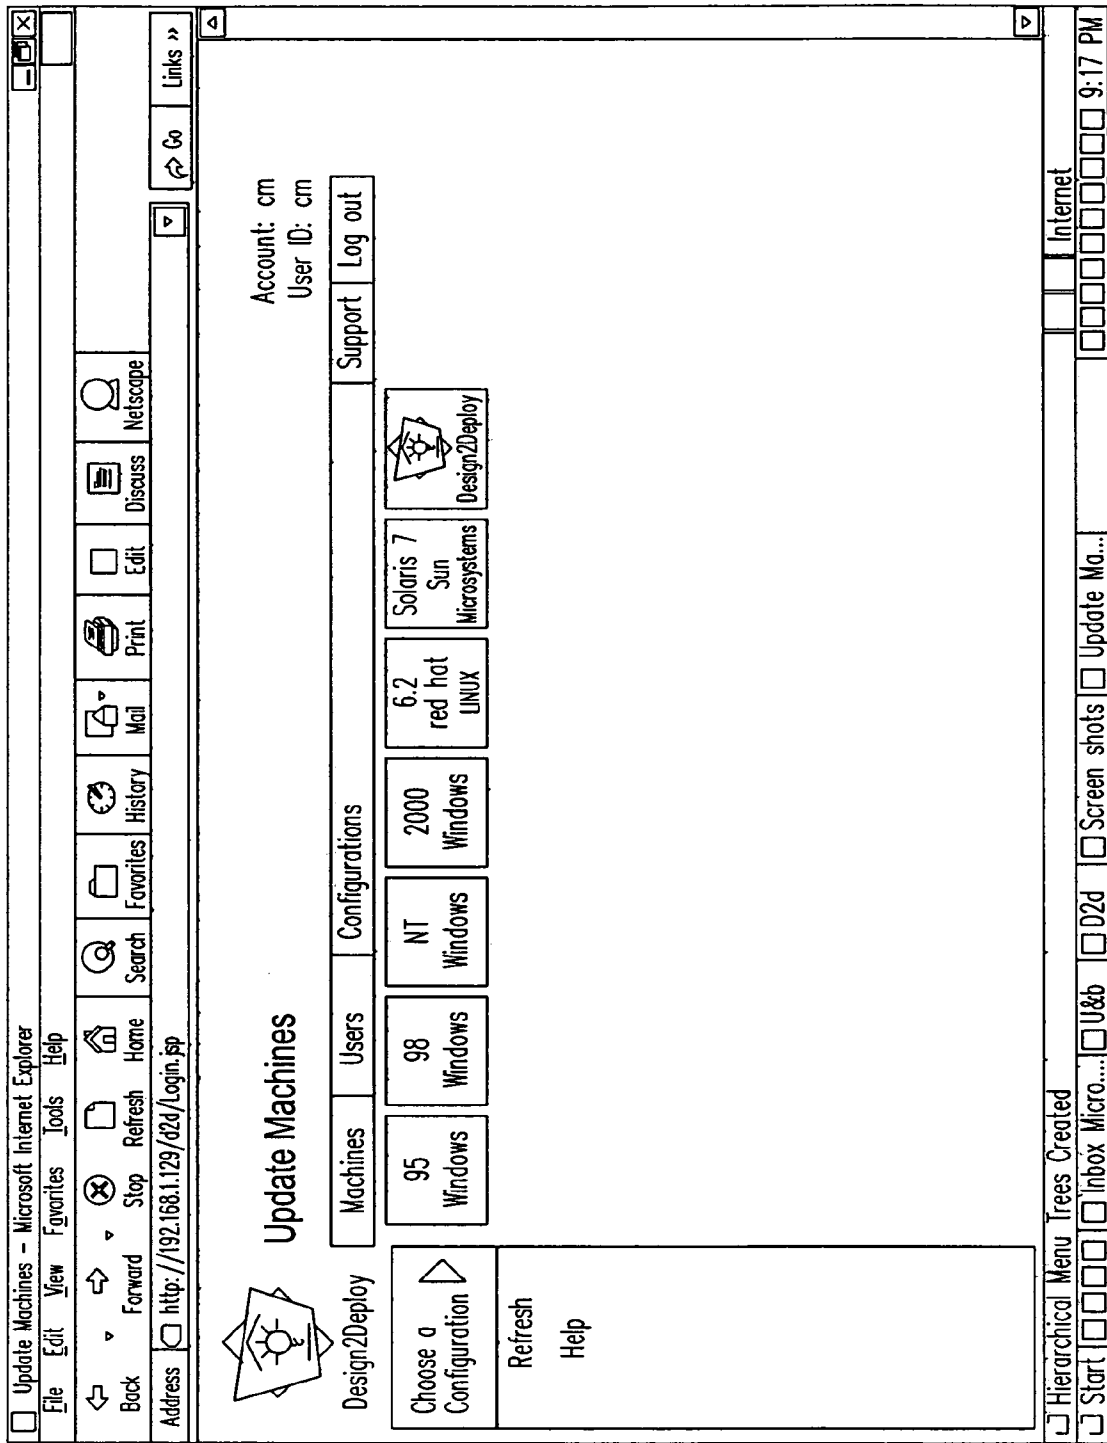 Update Machines – Microsoft Internet Explorer
File Edit View Favorites Tools Help
Back Forward Stop Refresh Home Search Favorites History Mail Print Edit Discuss Netscape
Address http://192.168.1.129/d2d/Login.jsp Go Links »
Account: cm
Update Machines User ID: cm
Design2Deploy
Machines Users Configurations Support Log out
Choose a
Configuration
95
Windows
98
Windows
NT
Windows
2000
Windows
6.2
red hat
LINUX
Solaris 7
Sun
Microsystems
Design2Deploy
Refresh
Help
Hierarchical Menu Trees Created Internet
Start Inbox Micro.... U&b D2d Screen shots Update Ma... 9:17 PM